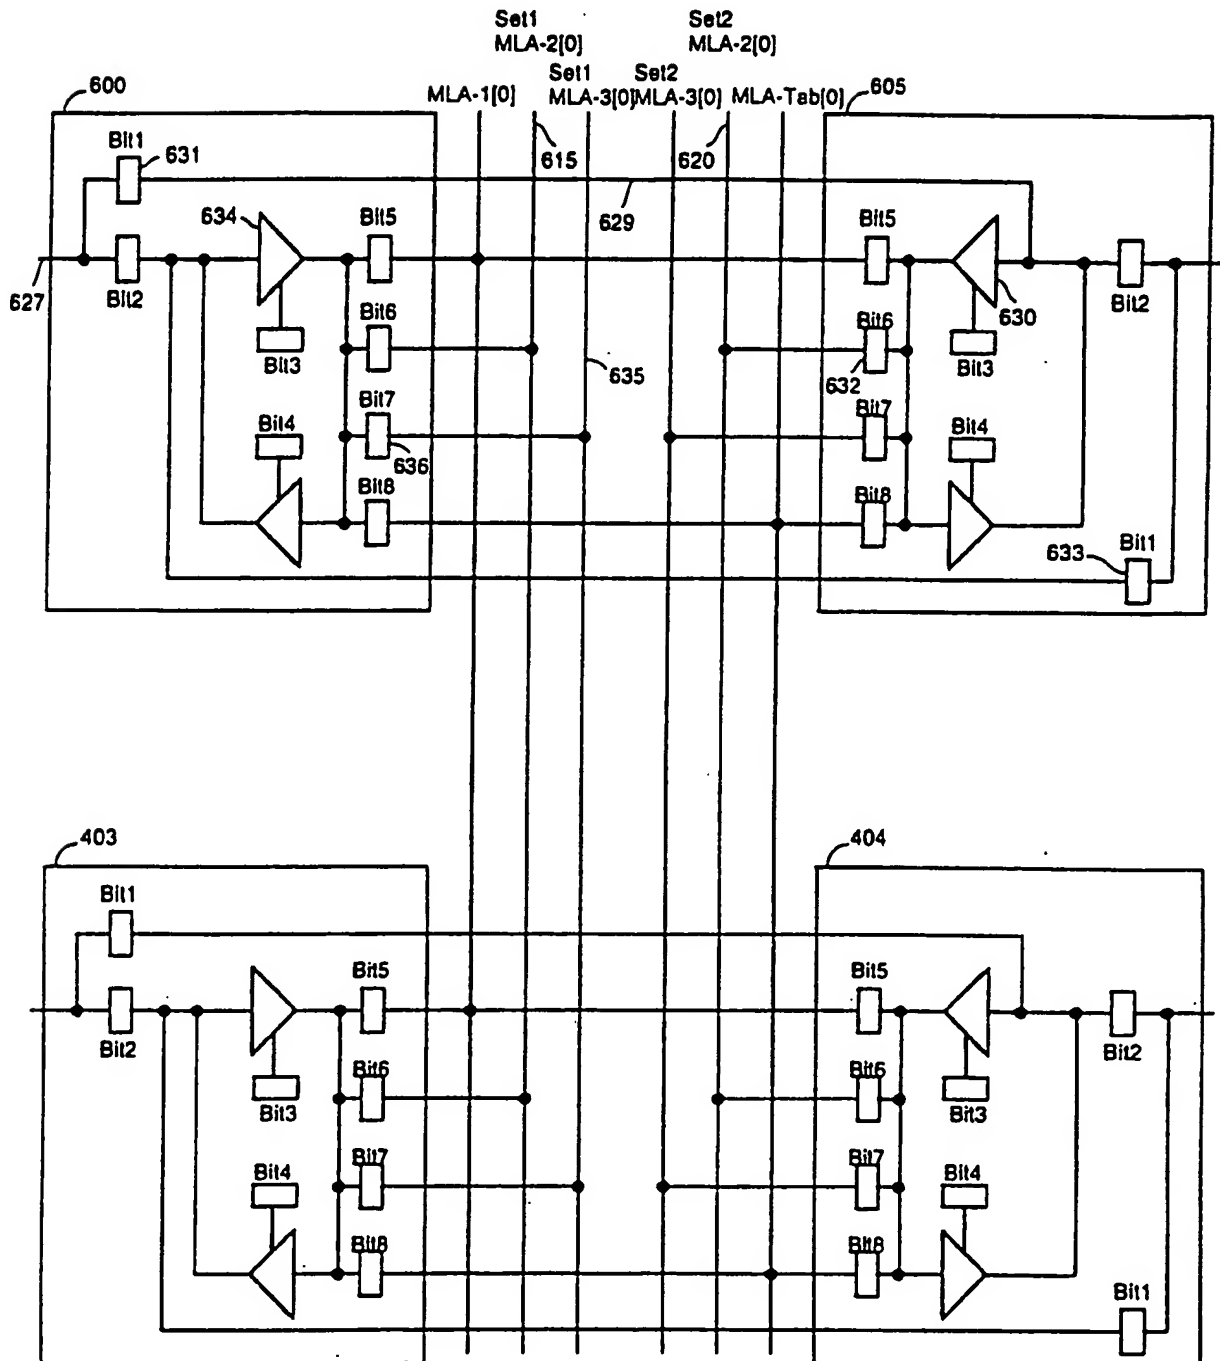 Set1
MLA-2[0]
Set2
MLA-2[0]
600
MLA-1[0]
Set1
MLA-3[0]
Set2
MLA-3[0]
MLA-Tab[0]
605
Bit1
631
615
620
629
634
Bit5
Bit5
627
Bit2
Bit3
Bit6
635
Bit6
632
630
Bit3
Bit2
Bit4
Bit7
636
Bit7
Bit4
Bit8
Bit8
633
Bit1
403
404
Bit1
Bit5
Bit5
Bit2
Bit3
Bit6
Bit6
Bit3
Bit2
Bit4
Bit7
Bit7
Bit4
Bit8
Bit8
Bit1